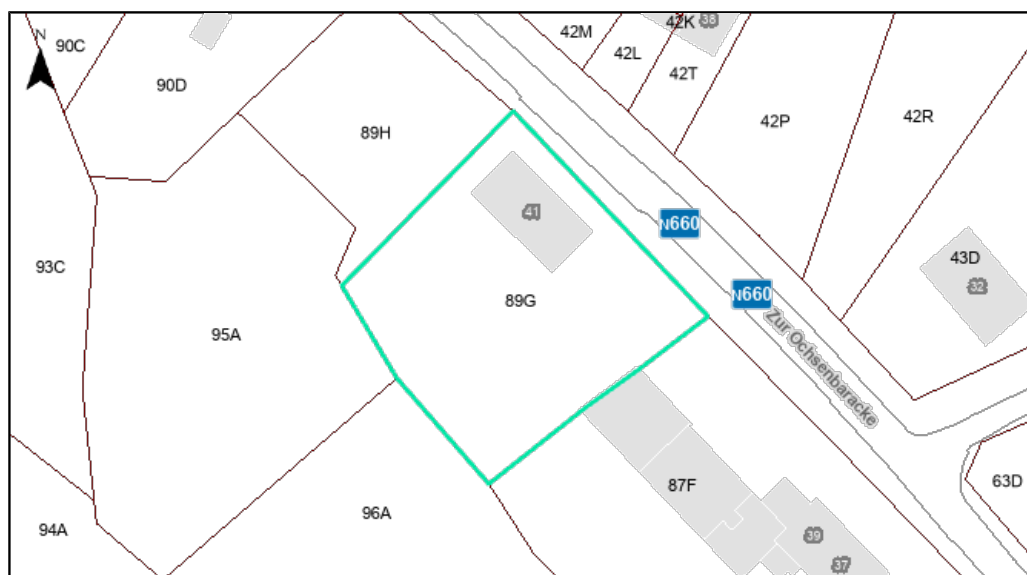 N
90C
90D
42M
42K
38
42L
42T
89H
42P
42R
41
N660
93C
43D
32
89G
N660
95A
Zur Ochsenbaracke
87F
63D
96A
94A
39
37